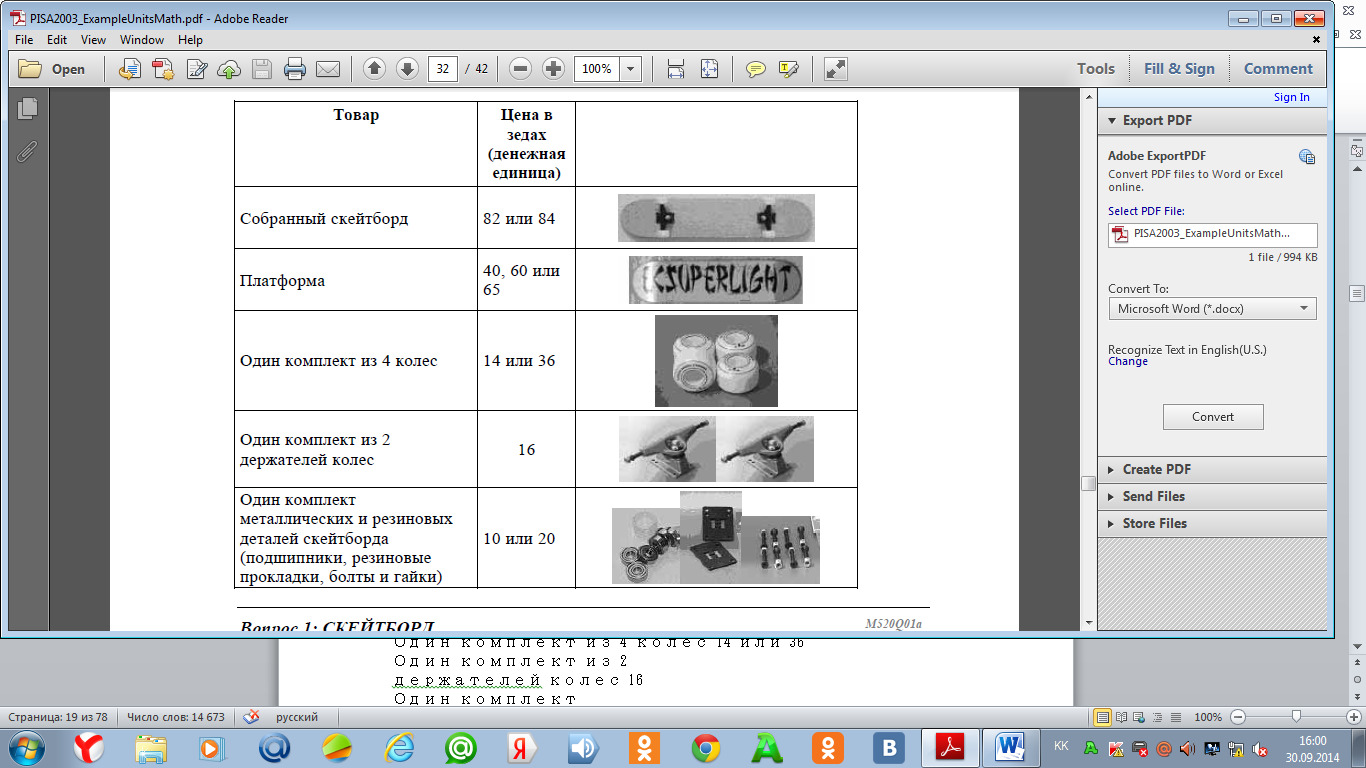 PISA2003_ExampleUnitsMath.pdf - Adobe Reader
File Edit View Window Help
Open 32 / 42 100% Tools Fill & Sign Comment
Sign In
Товар
Цена в
зедах
(денежная
единица)
Собранный скейтборд
82 или 84
Платформа
40, 60 или
65
SUPERLIGHT
Один комплект из 4 колес
14 или 36
Один комплект из 2
держателей колес
16
Один комплект
металлических и резиновых
деталей скейтборда
(подшипники, резиновые
прокладки, болты и гайки)
10 или 20
Вопрос 1: СКЕЙТБОРД
M520Q01a
Export PDF
Adobe ExportPDF
Convert PDF files to Word or Excel
online.
Select PDF File:
PISA2003_ExampleUnitsMath...
1 file / 994 KB
Convert To:
Microsoft Word (*.docx)
Recognize Text in English(U.S.)
Change
Convert
Create PDF
Send Files
Store Files
Один комплект из 4 колес 14 или 36
Один комплект из 2
держателей колес 16
Один комплект
Страница: 19 из 78 Число слов: 14 673 русский 100%
KK 16:00
30.09.2014